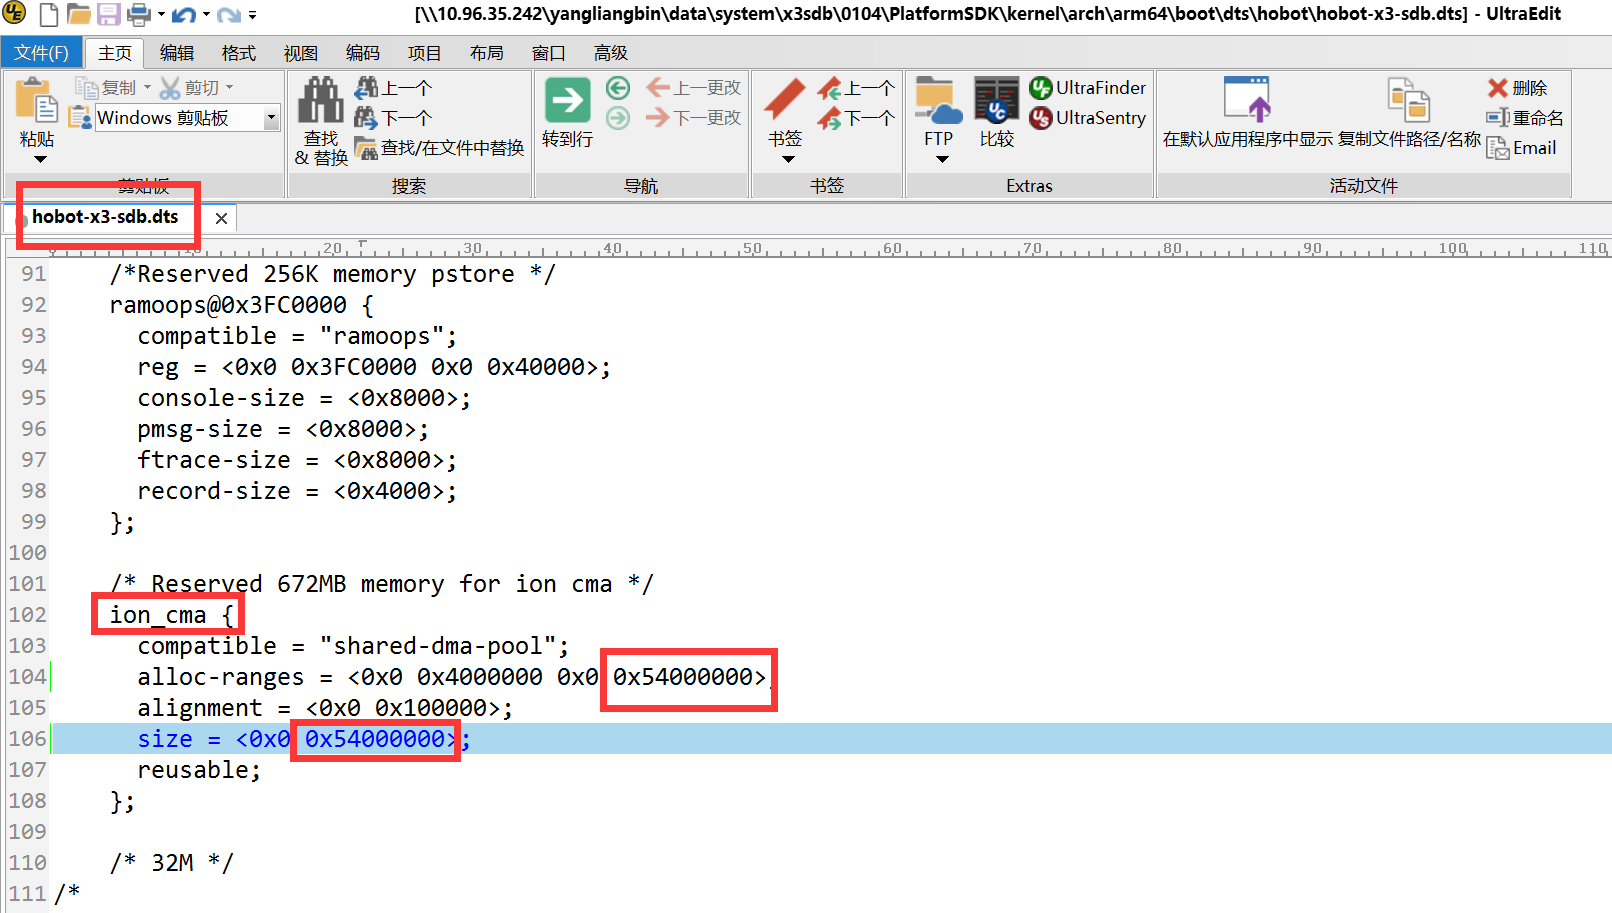 [\\10.96.35.242\yangliangbin\data\system\x3sdb\0104\PlatformSDK\kernel\arch\arm64\boot\dts\hobot\hobot-x3-sdb.dts] - UltraEdit
文件(F) 主页 编辑 格式 视图 编码 项目 布局 窗口 高级
粘贴
复制 剪切
Windows 剪贴板
剪贴板
查找
& 替换
上一个
下一个
查找/在文件中替换
搜索
转到行
上一更改
下一更改
导航
书签
上一个
下一个
书签
FTP
比较
UltraFinder
UltraSentry
Extras
在默认应用程序中显示
复制文件路径/名称
删除
重命名
Email
活动文件
hobot-x3-sdb.dts
0 10 20 30 40 50 60 70 80 90 100 110
91 /*Reserved 256K memory pstore */
92 ramoops@0x3FC0000 {
93 compatible = "ramoops";
94 reg = <0x0 0x3FC0000 0x0 0x40000>;
95 console-size = <0x8000>;
96 pmsg-size = <0x8000>;
97 ftrace-size = <0x8000>;
98 record-size = <0x4000>;
99 };
100
101 /* Reserved 672MB memory for ion cma */
102 ion_cma {
103 compatible = "shared-dma-pool";
104 alloc-ranges = <0x0 0x4000000 0x0 0x54000000>
105 alignment = <0x0 0x100000>;
106 size = <0x0 0x54000000>;
107 reusable;
108 };
109
110 /* 32M */
111 /*